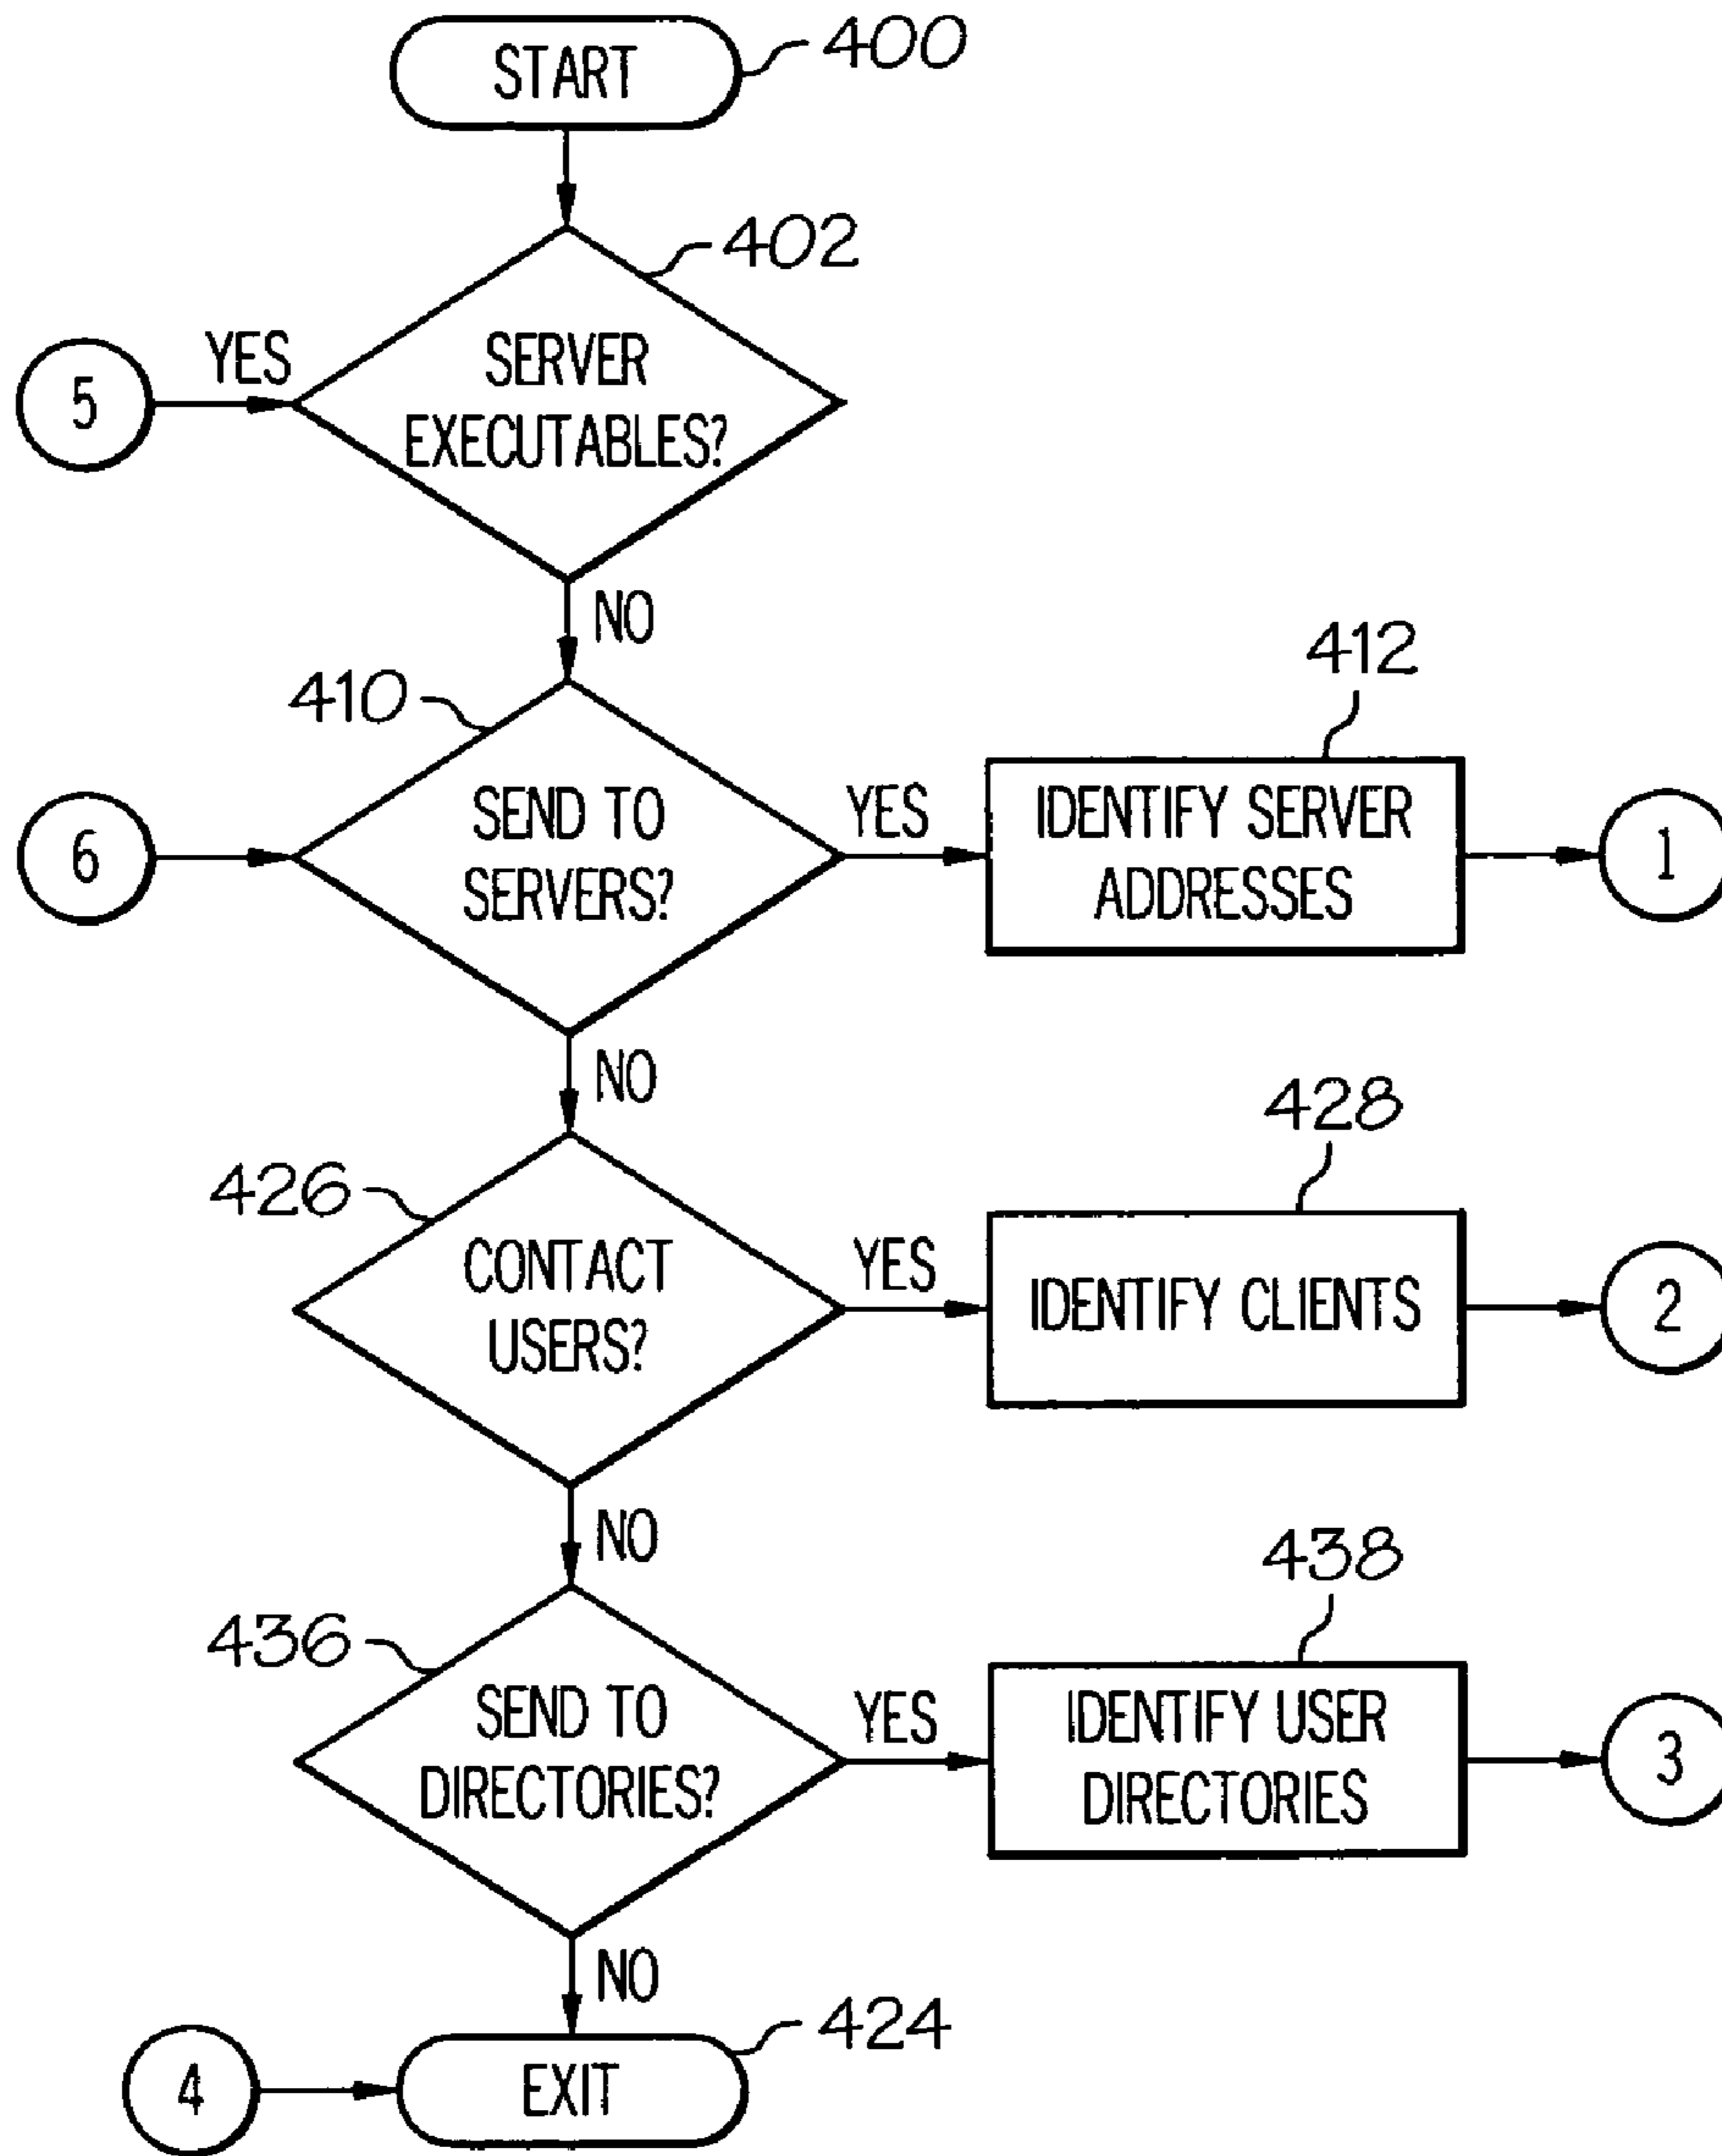 START
400
402
YES
5
SERVER
EXECUTABLES?
NO
410
412
6
SEND TO
SERVERS?
YES
IDENTIFY SERVER
ADDRESSES
1
NO
426
428
CONTACT
USERS?
YES
IDENTIFY CLIENTS
2
NO
436
438
SEND TO
DIRECTORIES?
YES
IDENTIFY USER
DIRECTORIES
3
NO
424
4
EXIT